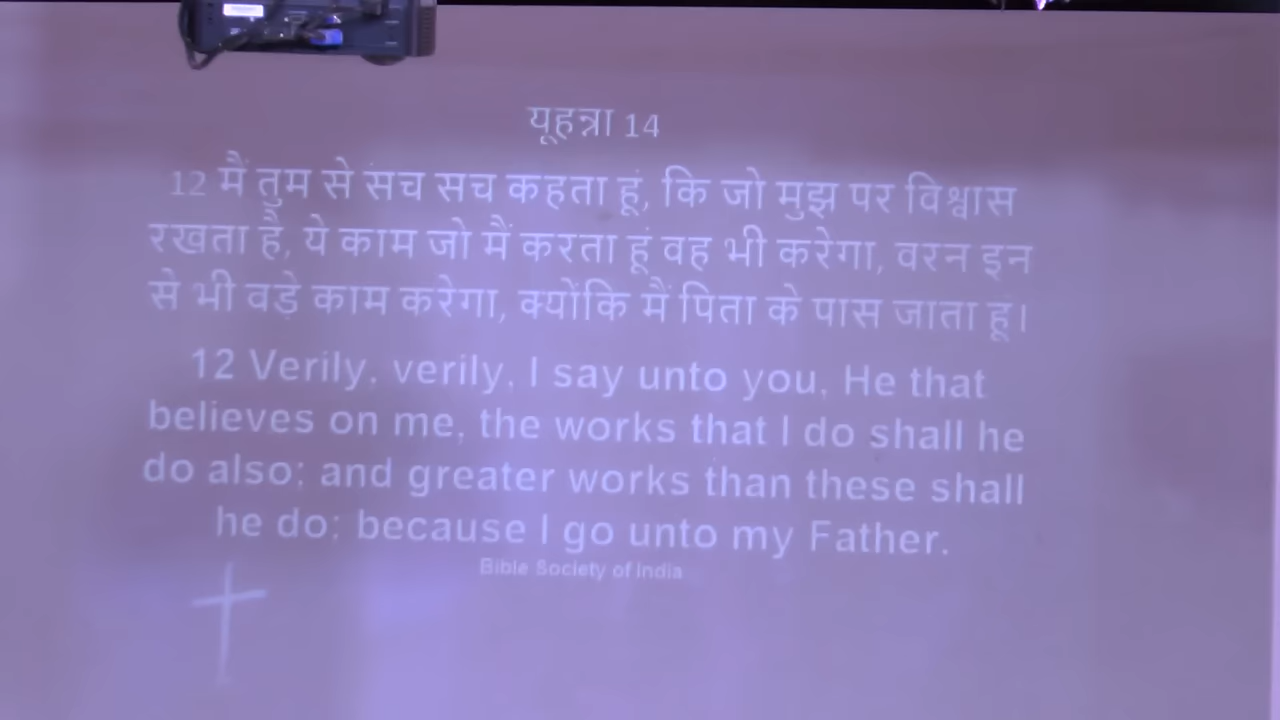 यूहन्ना 14
12 मैं तुम से सच सच कहता हूं, कि जो मुझ पर विश्वास
रखता है, ये काम जो मैं करता हूं वह भी करेगा, वरन इन
से भी बड़े काम करेगा, क्योंकि मैं पिता के पास जाता हूं।
12 Verily, verily, I say unto you, He that
believes on me, the works that I do shall he
do also; and greater works than these shall
he do; because I go unto my Father.
Bible Society of India